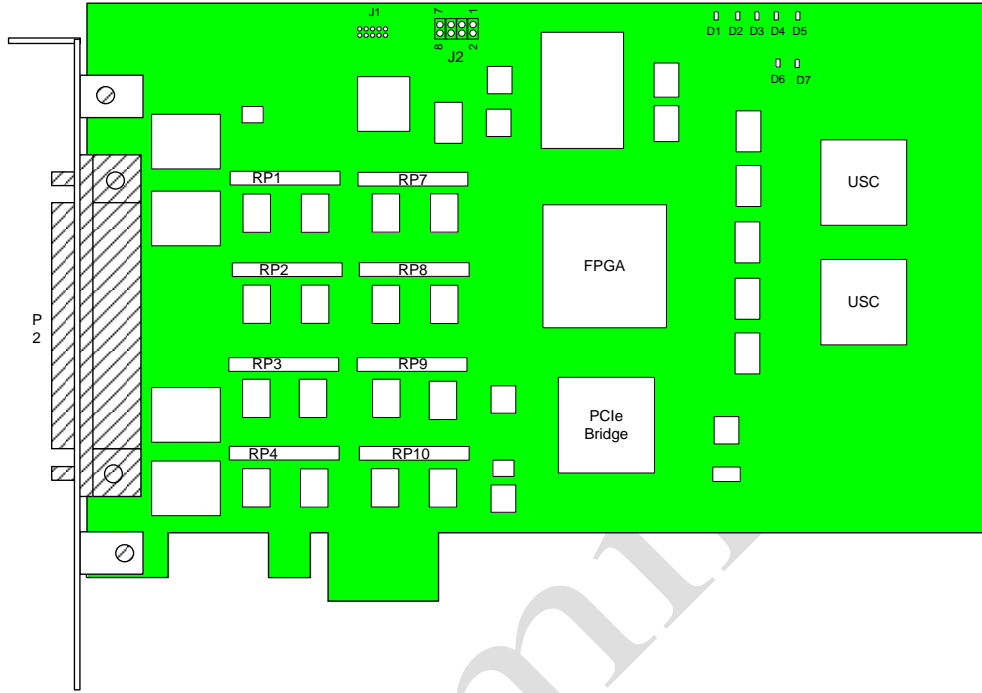 J1
7 1
8 2
J2
D1 D2 D3 D4 D5
D6 D7
RP1 RP7
USC
RP2 RP8
FPGA
USC
P
2
RP3 RP9
PCIe
Bridge
RP4 RP10